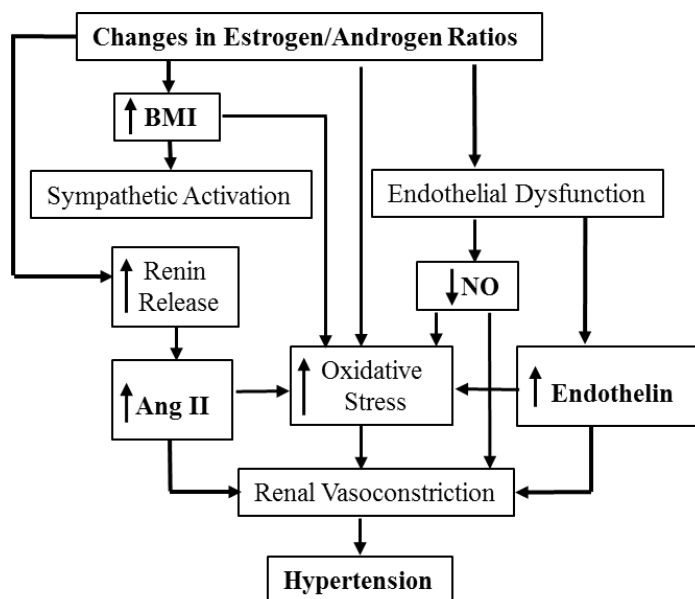 Changes in Estrogen/Androgen Ratios
BMI
Sympathetic Activation
Endothelial Dysfunction
Renin
Release
NO
Oxidative
Stress
Ang II
Endothelin
Renal Vasoconstriction
Hypertension